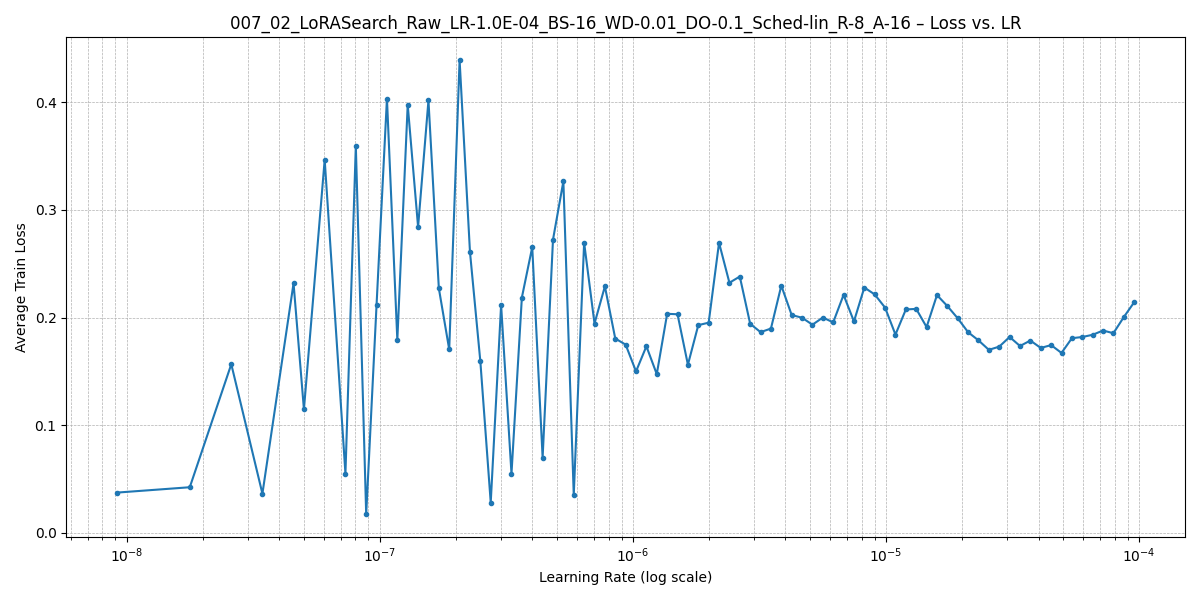 007_02_LoRASearch_Raw_LR-1.0E-04_BS-16_WD-0.01_DO-0.1_Sched-lin_R-8_A-16 – Loss vs. LR
Average Train Loss
0.4
0.3
0.2
0.1
0.0
10⁻⁸ 10⁻⁷ 10⁻⁶ 10⁻⁵ 10⁻⁴
Learning Rate (log scale)